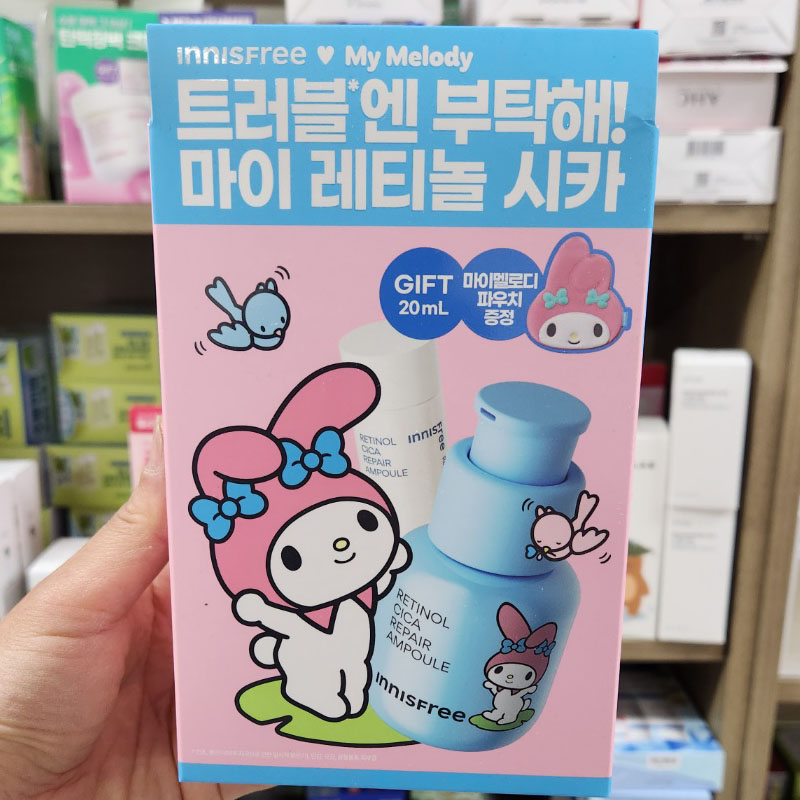 innisfree ♥ My Melody
트러블*엔 부탁해!
마이 레티놀 시카
GIFT
20mL
마이멜로디
파우치
증정
RETINOL
CICA
REPAIR
AMPOULE
innisfree
RETINOL
CICA
REPAIR
AMPOULE
innisfree
AHC